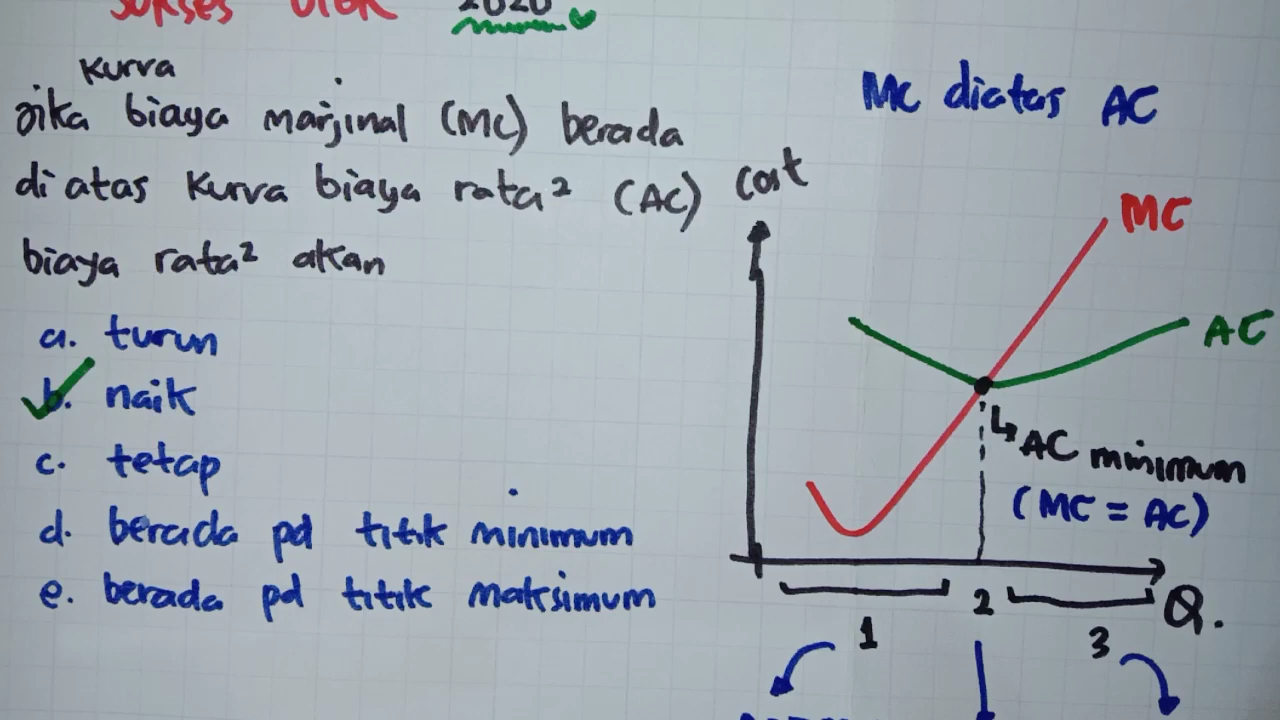 sukses UTBK 2020
Kurva
jika biaya marjinal (MC) berada
di atas kurva biaya rata² (AC)
biaya rata² akan
a. turun
b. naik
c. tetap
d. berada pd titik minimum
e. berada pd titik maksimum
MC diatas AC
Cost
MC
AC
AC minimum
(MC = AC)
Q.
1
2
3